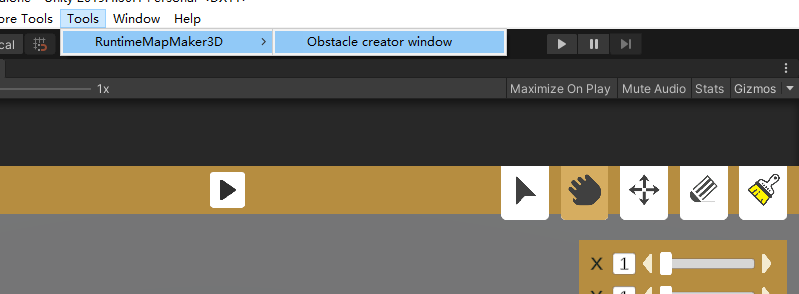 ore Tools Tools Window Help
cal RuntimeMapMaker3D Obstacle creator window
1x Maximize On Play Mute Audio Stats Gizmos
X 1